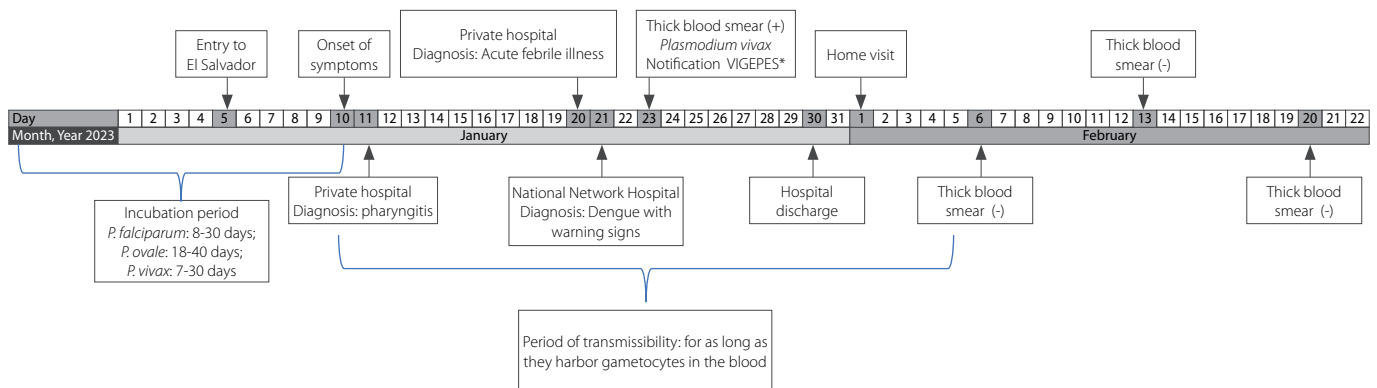 Entry to
El Salvador
Onset of
symptoms
Private hospital
Diagnosis: Acute febrile illness
Thick blood smear (+)
Plasmodium vivax
Notification VIGEPES*
Home visit
Thick blood
smear (-)
Day 1 2 3 4 5 6 7 8 9 10 11 12 13 14 15 16 17 18 19 20 21 22 23 24 25 26 27 28 29 30 31 1 2 3 4 5 6 7 8 9 10 11 12 13 14 15 16 17 18 19 20 21 22
Month, Year 2023 January February
Incubation period
P. falciparum: 8-30 days;
P. ovale: 18-40 days;
P. vivax: 7-30 days
Private hospital
Diagnosis: pharyngitis
National Network Hospital
Diagnosis: Dengue with
warning signs
Hospital
discharge
Thick blood
smear (-)
Thick blood
smear (-)
Period of transmissibility: for as long as
they harbor gametocytes in the blood